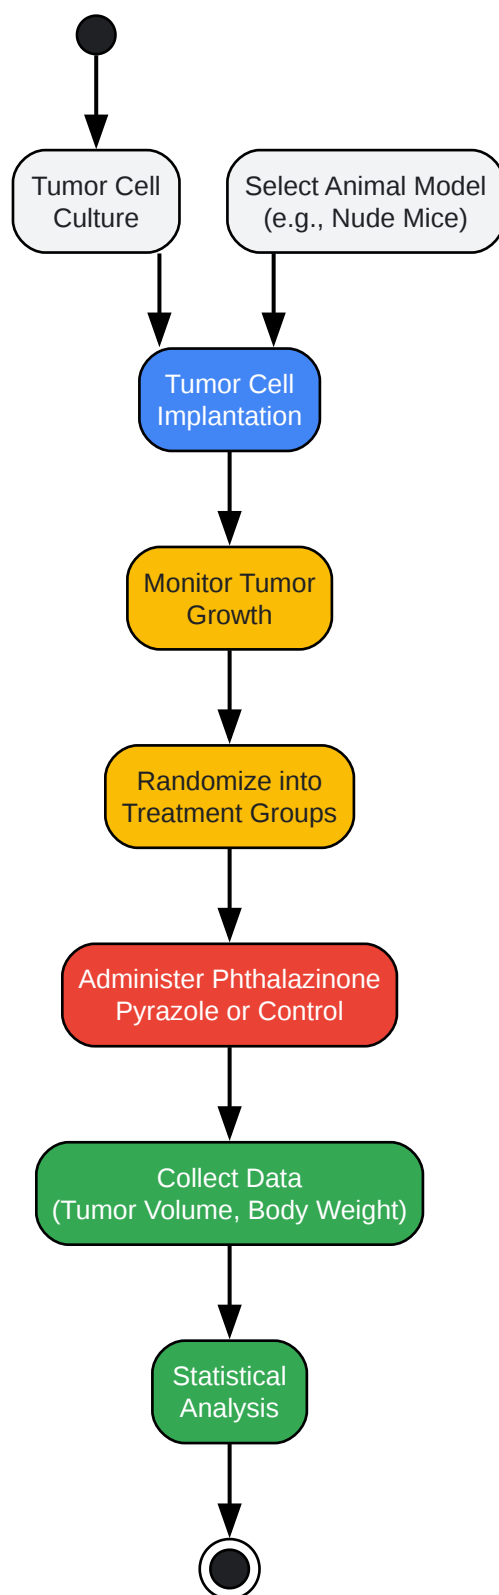 Tumor Cell
Culture
Select Animal Model
(e.g., Nude Mice)
Tumor Cell
Implantation
Monitor Tumor
Growth
Randomize into
Treatment Groups
Administer Phthalazinone
Pyrazole or Control
Collect Data
(Tumor Volume, Body Weight)
Statistical
Analysis